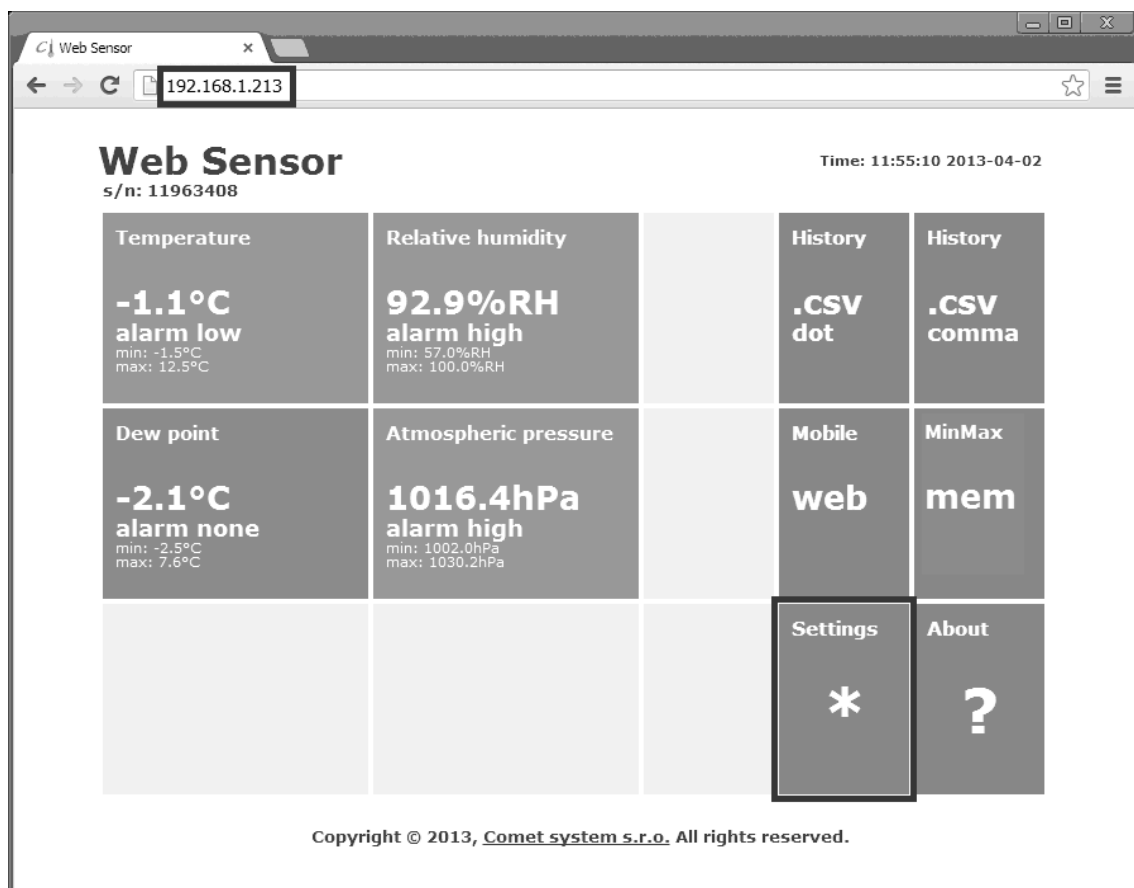 Web Sensor
192.168.1.213
Web Sensor
s/n: 11963408
Time: 11:55:10 2013-04-02
Temperature
-1.1°C
alarm low
min: -1.5°C
max: 12.5°C
Relative humidity
92.9%RH
alarm high
min: 57.0%RH
max: 100.0%RH
History
.csv
dot
History
.csv
comma
Dew point
-2.1°C
alarm none
min: -2.5°C
max: 7.6°C
Atmospheric pressure
1016.4hPa
alarm high
min: 1002.0hPa
max: 1030.2hPa
Mobile
web
MinMax
mem
Settings
*
About
?
Copyright © 2013, Comet system s.r.o. All rights reserved.